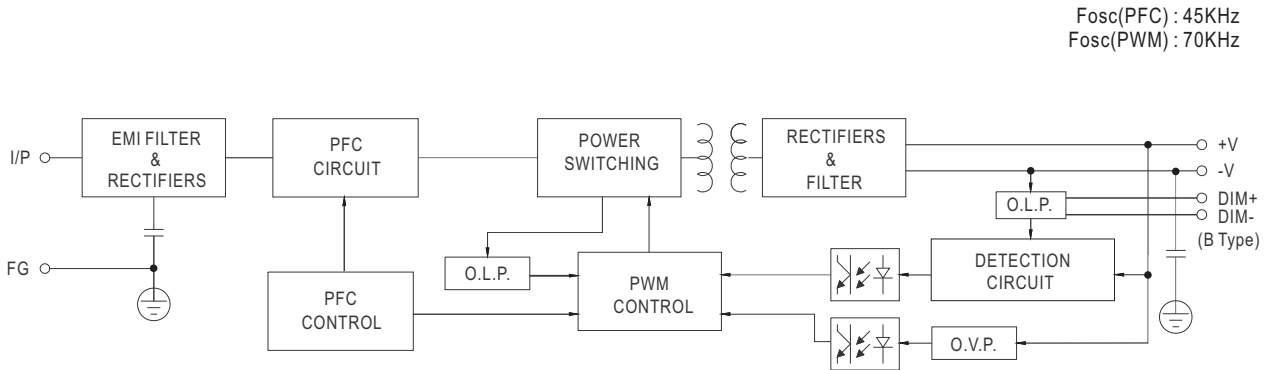 Fosc(PFC) : 45KHz
Fosc(PWM) : 70KHz
I/P
EMI FILTER
&
RECTIFIERS
PFC
CIRCUIT
POWER
SWITCHING
RECTIFIERS
&
FILTER
+V
-V
O.L.P.
DIM+
DIM-
(B Type)
FG
O.L.P.
PFC
CONTROL
PWM
CONTROL
DETECTION
CIRCUIT
O.V.P.